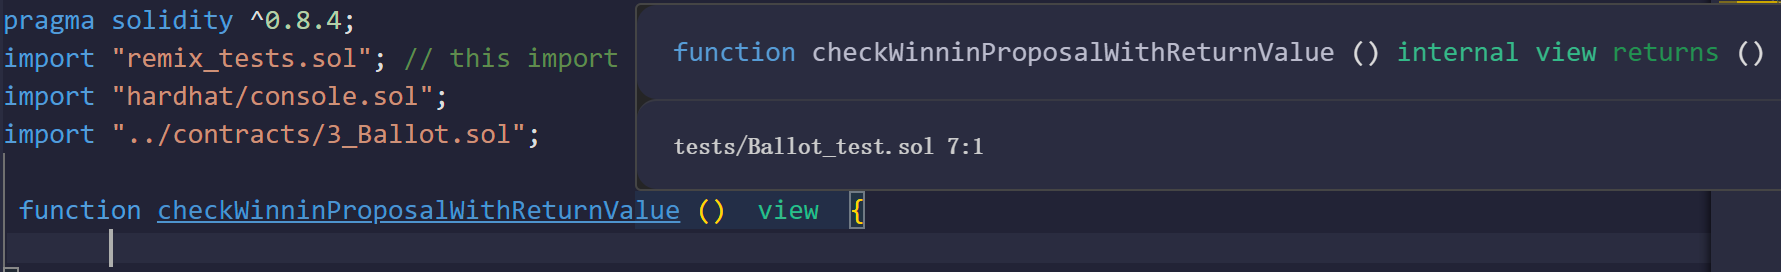 pragma solidity ^0.8.4;
import "remix_tests.sol"; // this import
import "hardhat/console.sol";
import "../contracts/3_Ballot.sol";
function checkWinninProposalWithReturnValue () internal view returns ()
tests/Ballot_test.sol 7:1
function checkWinninProposalWithReturnValue () view {